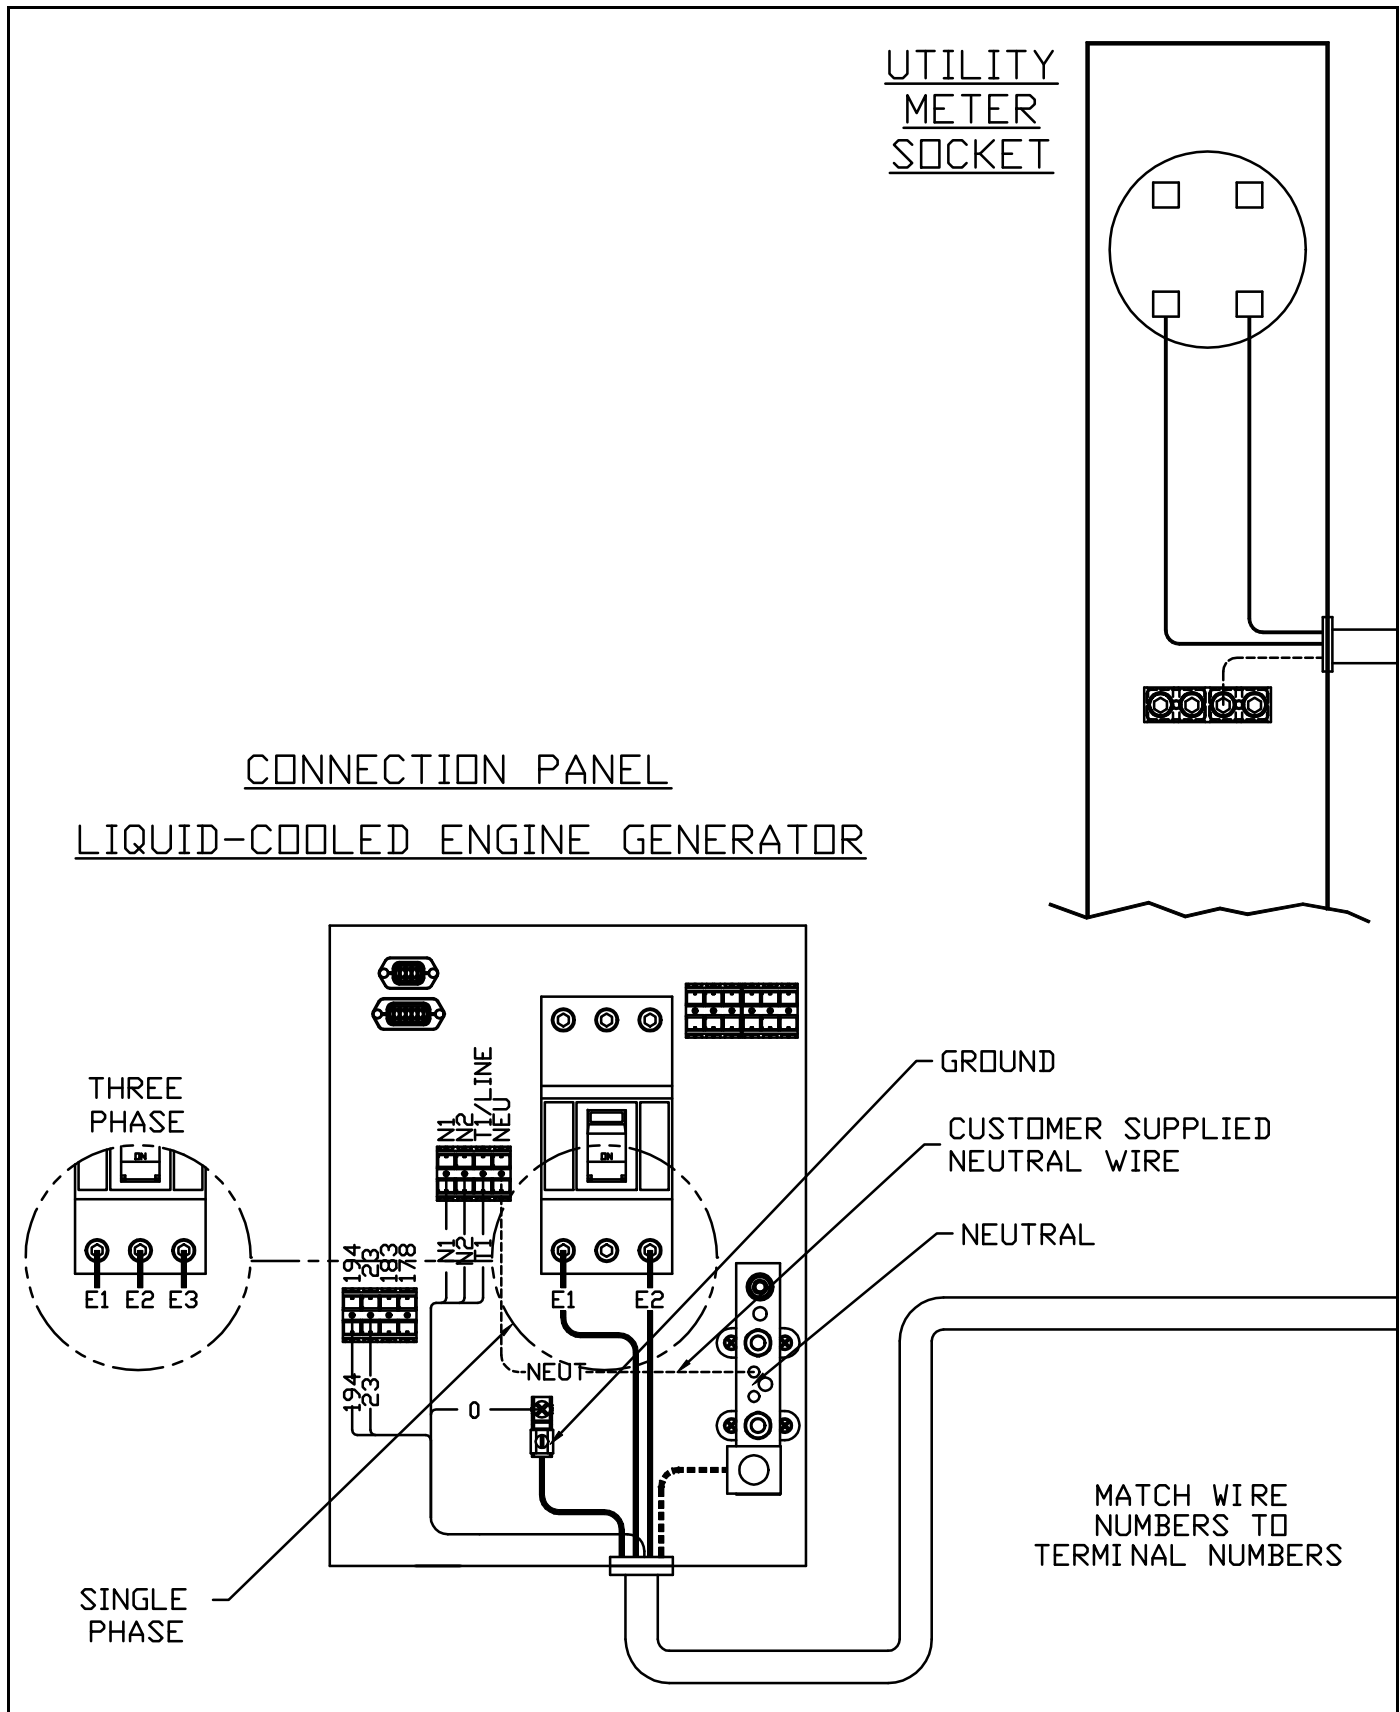 UTILITY
METER
SOCKET
CONNECTION PANEL
LIQUID-COOLED ENGINE GENERATOR
GROUND
THREE
PHASE
ON
E1 E2 E3
N1
N2
T1/LINE
NEU
CUSTOMER SUPPLIED
NEUTRAL WIRE
ON
NEUTRAL
194
23
183
178
N1
N2
T1
E1
E2
NEUT
194
23
0
MATCH WIRE
NUMBERS TO
TERMINAL NUMBERS
SINGLE
PHASE